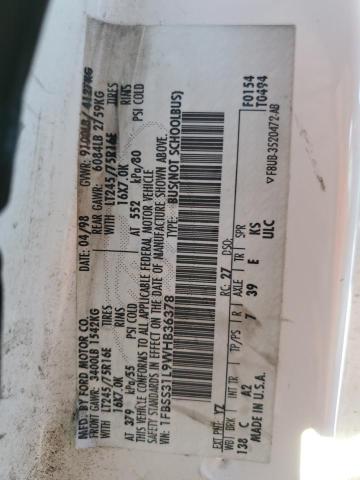 MFD. BY FORD MOTOR CO.
DATE: 04/98 GVWR: 9100LB/4127KG
FRONT GAWR: 3400LB 1542KG REAR GAWR: 6084LB 2759KG
WITH LT245/75R16E TIRES WITH LT245/75R16E TIRES
16X7.0K RINS 16X7.0K RINS
AT 379 kPa/55 PSI COLD AT 552 kPa/80 PSI COLD
THIS VEHICLE CONFORMS TO ALL APPLICABLE FEDERAL MOTOR VEHICLE
SAFETY STANDARDS IN EFFECT ON THE DATE OF MANUFACTURE SHOWN ABOVE.
VIN: 1FBSS31L9WHB36378 TYPE: BUS(NOT SCHOOLBUS)
F0154
T0494
EXT PNT: YZ RC: 27 DSO:
WB BRK INT TR TP/PS R AXLE TR SPR
138 C A2 7 39 E KS
MADE IN U.S.A. ULC
F8UB-3520472-AB